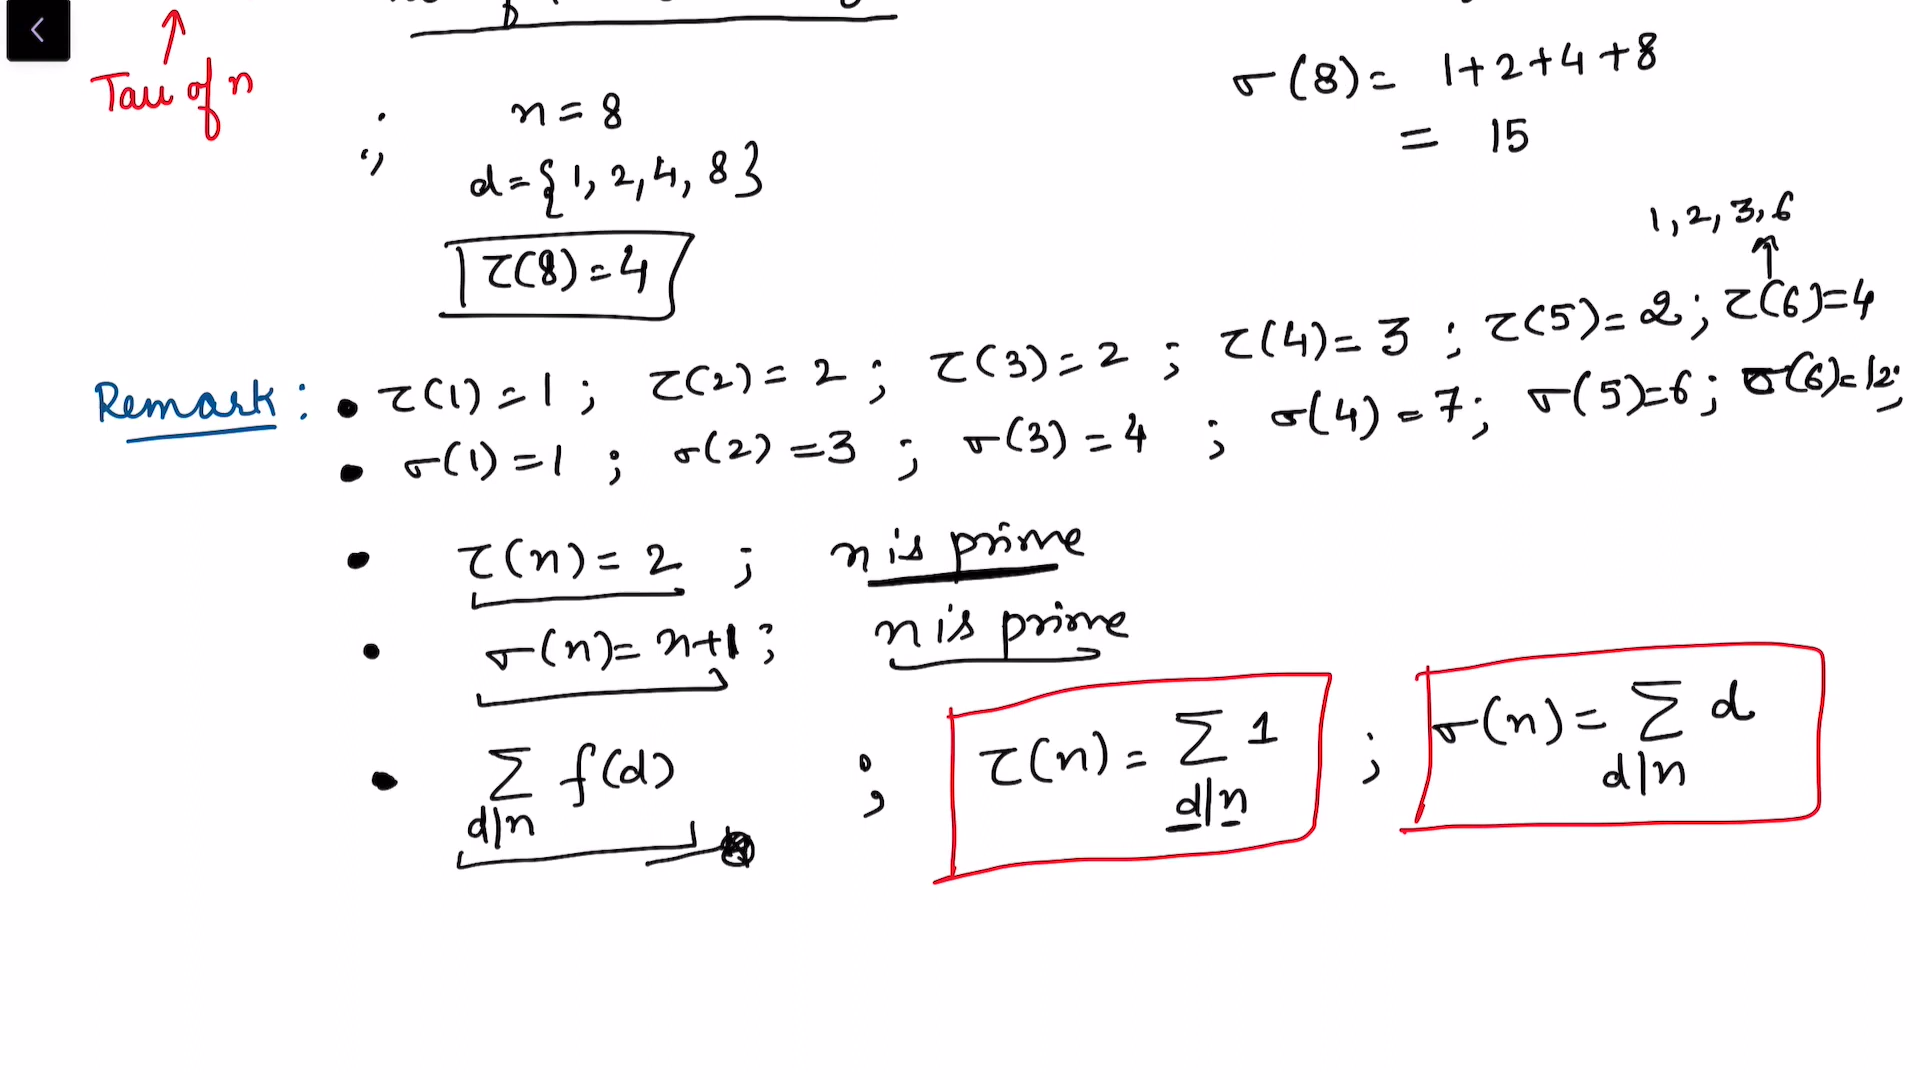 Tau of n
; n = 8
d = { 1, 2, 4, 8 }
τ(8) = 4
σ(8) = 1+2+4+8
= 15
1, 2, 3, 6
Remark : • τ(1) = 1 ; τ(2) = 2 ; τ(3) = 2 ; τ(4) = 3 ; τ(5) = 2 ; τ(6) = 4
• σ(1) = 1 ; σ(2) = 3 ; σ(3) = 4 ; σ(4) = 7 ; σ(5) = 6 ; σ(6) = 12 ;
• τ(n) = 2 ; n is prime
• σ(n) = n+1 ; n is prime
• ∑ f(d) ; τ(n) = ∑ 1 ; σ(n) = ∑ d
d|n d|n d|n